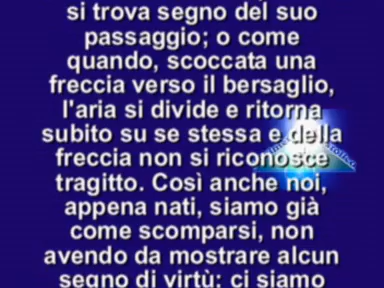 si trova segno del suo
passaggio; o come
quando, scoccata una
freccia verso il bersaglio,
l'aria si divide e ritorna
subito su se stessa e della
freccia non si riconosce
tragitto. Così anche noi,
appena nati, siamo già
come scomparsi, non
avendo da mostrare alcun
segno di virtù; ci siamo